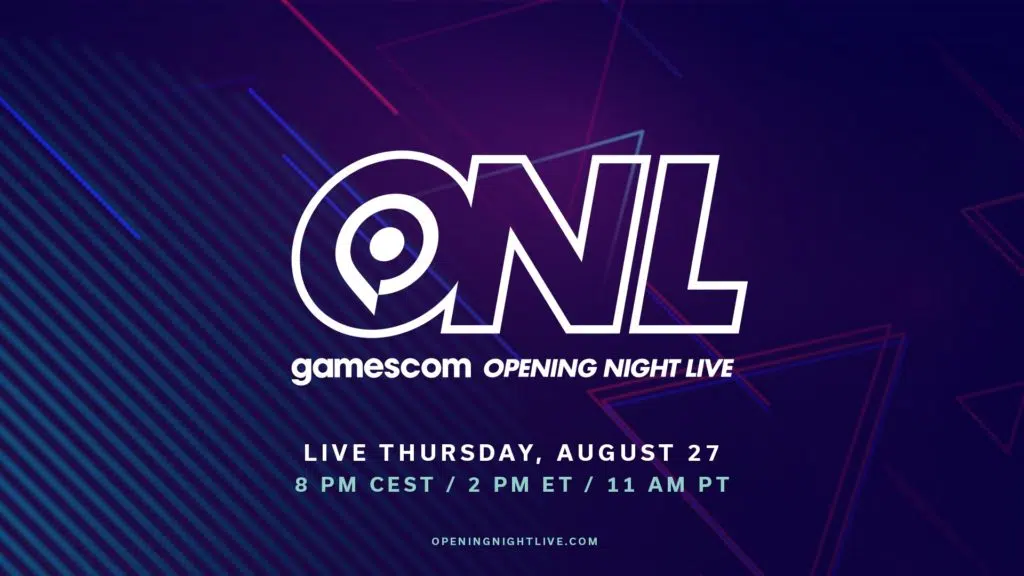 ONL
gamescom OPENING NIGHT LIVE
LIVE THURSDAY, AUGUST 27
8 PM CEST / 2 PM ET / 11 AM PT
OPENINGNIGHTLIVE.COM